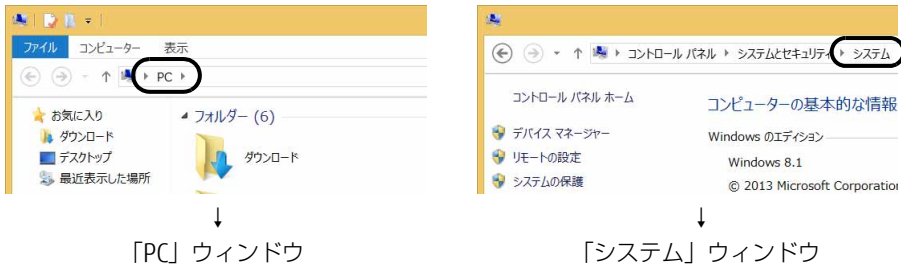 ファイル コンピューター 表示
PC
お気に入り
ダウンロード
デスクトップ
最近表示した場所
フォルダー (6)
ダウンロード
↓
「PC」ウィンドウ
コントロール パネル システムとセキュリティ システム
コントロール パネル ホーム
デバイス マネージャー
リモートの設定
システムの保護
コンピューターの基本的な情報
Windows のエディション
Windows 8.1
© 2013 Microsoft Corporation
↓
「システム」ウィンドウ